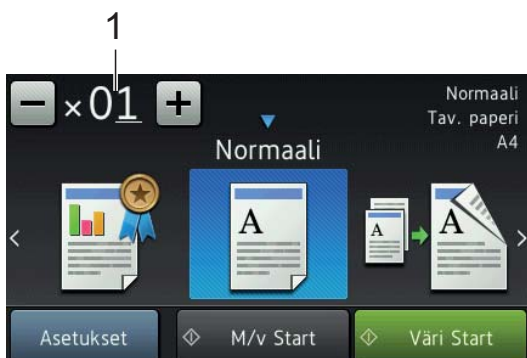 1
×01
Normaali
Tav. paperi
A4
Normaali
A
A
A
Asetukset
M/v Start
Väri Start